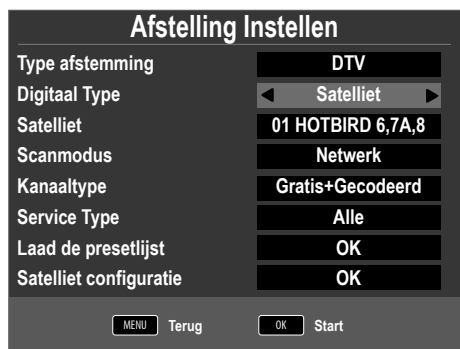 Afstelling Instellen
Type afstemming DTV
Digitaal Type Satelliet
Satelliet 01 HOTBIRD 6,7A,8
Scanmodus Netwerk
Kanaaltype Gratis+Gecodeerd
Service Type Alle
Laad de presetlijst OK
Satelliet configuratie OK
MENU Terug OK Start